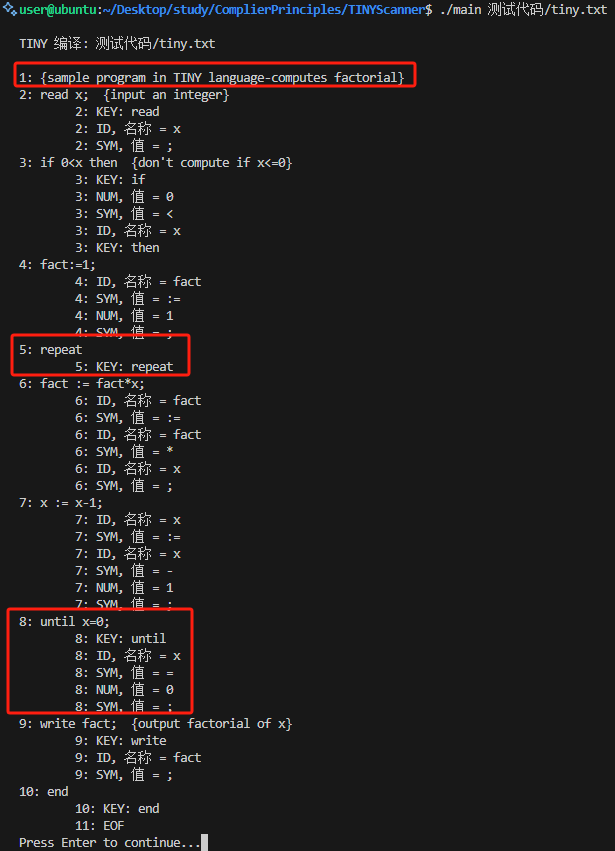 user@ubuntu:~/Desktop/study/ComplierPrinciples/TINYScanner$ ./main 测试代码/tiny.txt
TINY 编译: 测试代码/tiny.txt
1: {sample program in TINY language-computes factorial}
2: read x;  {input an integer}
2: KEY: read
2: ID, 名称 = x
2: SYM, 值 = ;
3: if 0<x then  {don't compute if x<=0}
3: KEY: if
3: NUM, 值 = 0
3: SYM, 值 = <
3: ID, 名称 = x
3: KEY: then
4: fact:=1;
4: ID, 名称 = fact
4: SYM, 值 = :=
4: NUM, 值 = 1
4: SYM, 值 = ;
5: repeat
5: KEY: repeat
6: fact := fact*x;
6: ID, 名称 = fact
6: SYM, 值 = :=
6: ID, 名称 = fact
6: SYM, 值 = *
6: ID, 名称 = x
6: SYM, 值 = ;
7: x := x-1;
7: ID, 名称 = x
7: SYM, 值 = :=
7: ID, 名称 = x
7: SYM, 值 = -
7: NUM, 值 = 1
7: SYM, 值 = ;
8: until x=0;
8: KEY: until
8: ID, 名称 = x
8: SYM, 值 = =
8: NUM, 值 = 0
8: SYM, 值 = ;
9: write fact;  {output factorial of x}
9: KEY: write
9: ID, 名称 = fact
9: SYM, 值 = ;
10: end
10: KEY: end
11: EOF
Press Enter to continue...